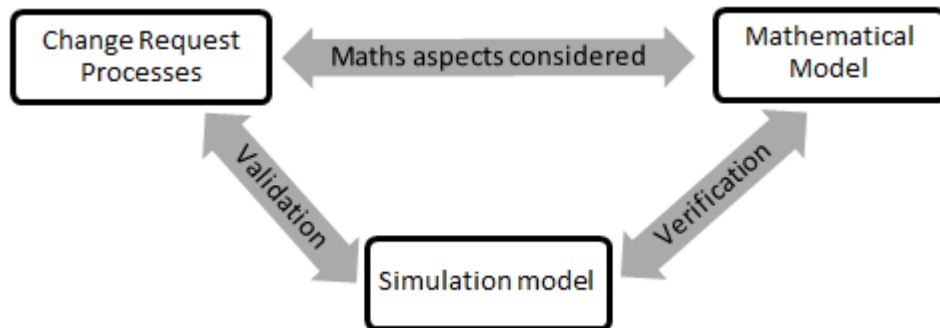 Change Request
Processes
Maths aspects considered
Mathematical
Model
Validation
Verification
Simulation model